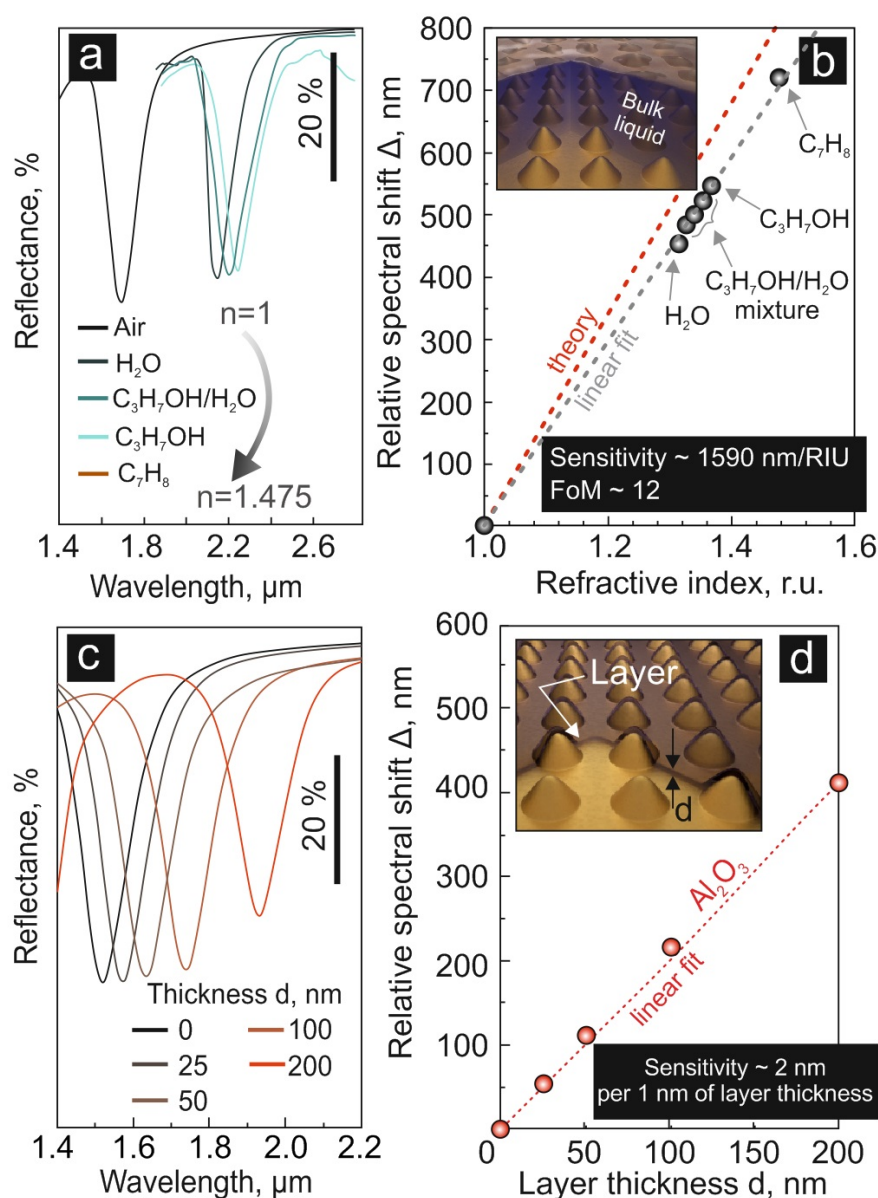 a
20 %
Reflectance, %
Air
H₂O
C₃H₇OH/H₂O
C₃H₇OH
C₇H₈
n=1
n=1.475
1.4 1.8 2.2 2.6
Wavelength, µm
b
Relative spectral shift Δ, nm
800
700
600
500
400
300
200
100
0
Bulk
liquid
C₇H₈
C₃H₇OH
C₃H₇OH/H₂O
mixture
H₂O
theory
linear fit
Sensitivity ~ 1590 nm/RIU
FoM ~ 12
1.0 1.2 1.4 1.6
Refractive index, r.u.
c
20 %
Reflectance, %
Thickness d, nm
0 100
25 200
50
1.4 1.6 1.8 2.0 2.2
Wavelength, µm
d
Relative spectral shift Δ, nm
600
500
400
300
200
100
Layer
d
Al₂O₃
linear fit
Sensitivity ~ 2 nm
per 1 nm of layer thickness
0 50 100 150 200
Layer thickness d, nm